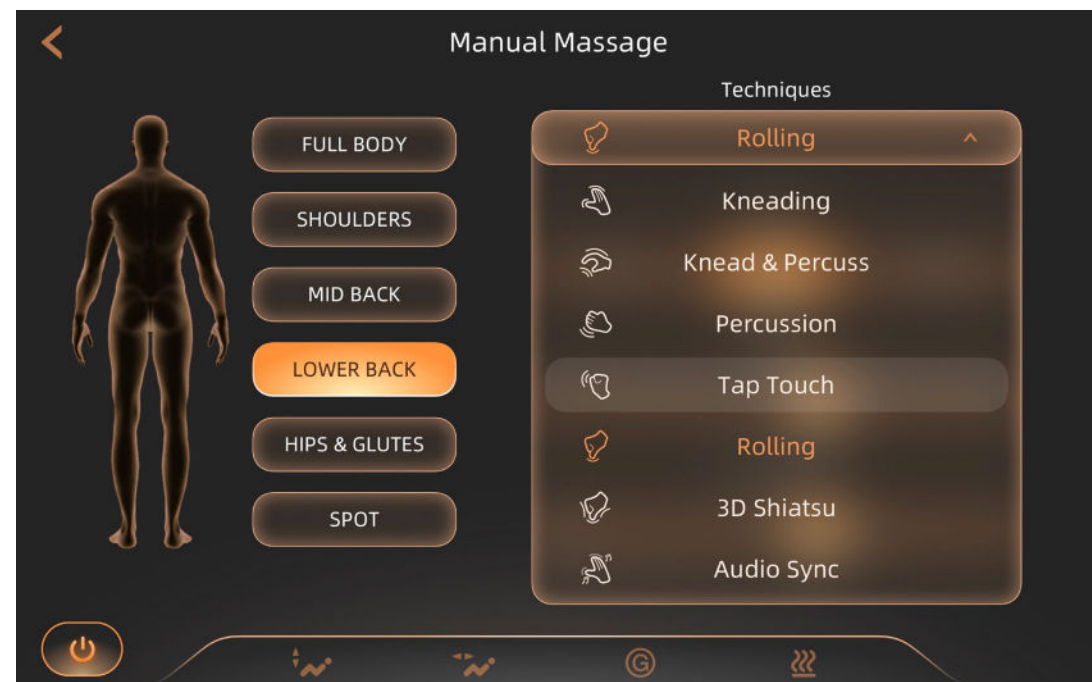 Manual Massage
Techniques
FULL BODY
SHOULDERS
MID BACK
LOWER BACK
HIPS & GLUTES
SPOT
Rolling
Kneading
Knead & Percuss
Percussion
Tap Touch
Rolling
3D Shiatsu
Audio Sync
G